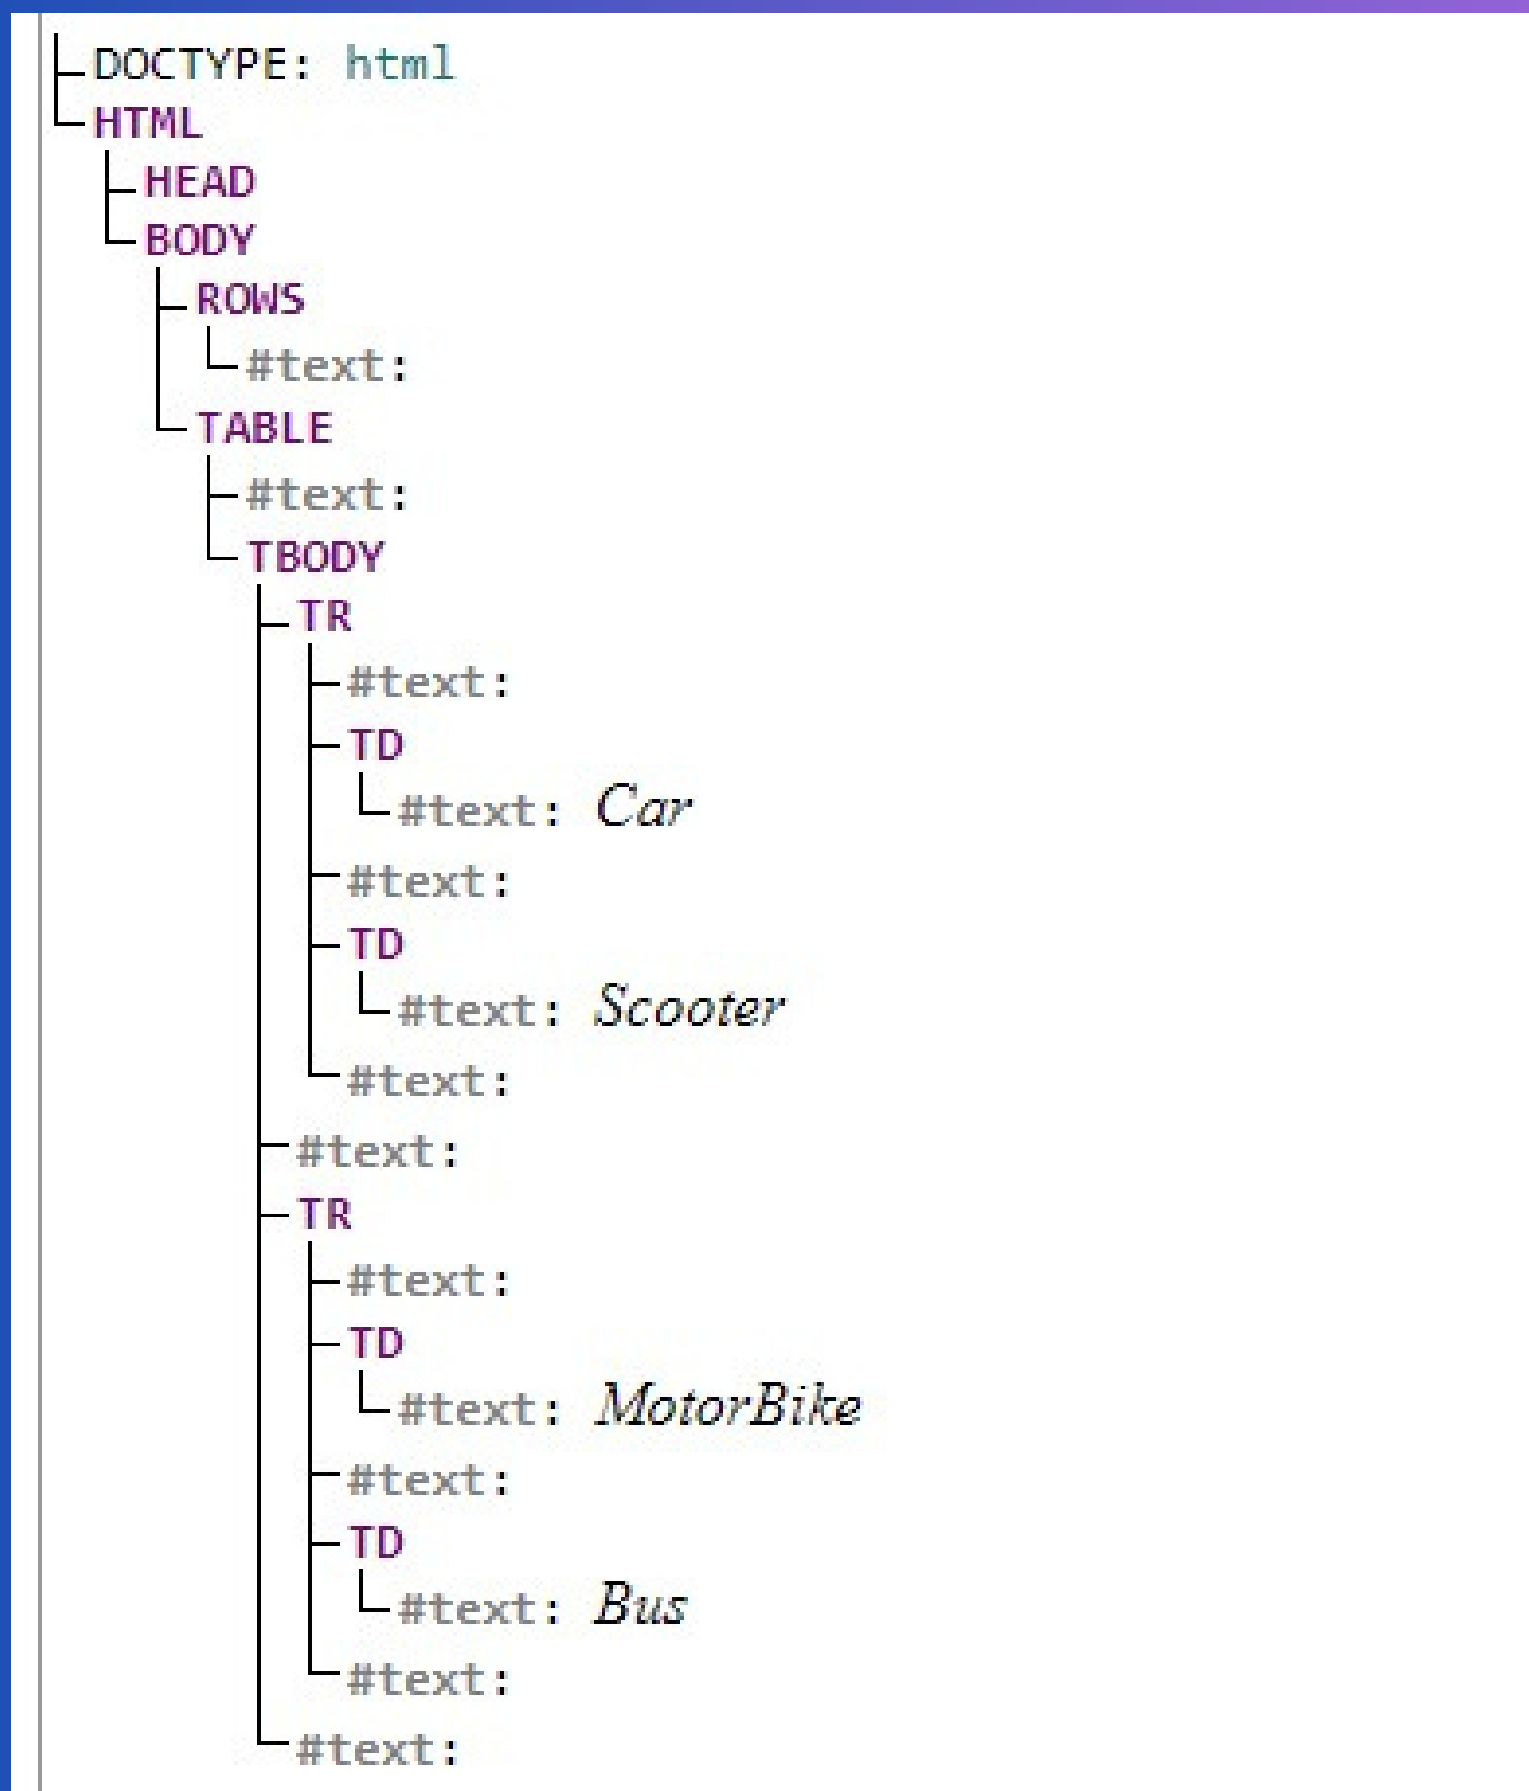 DOCTYPE: html
HTML
HEAD
BODY
ROWS
#text:
TABLE
#text:
TBODY
TR
#text:
TD
#text: Car
#text:
TD
#text: Scooter
#text:
#text:
TR
#text:
TD
#text: MotorBike
#text:
TD
#text: Bus
#text:
#text: